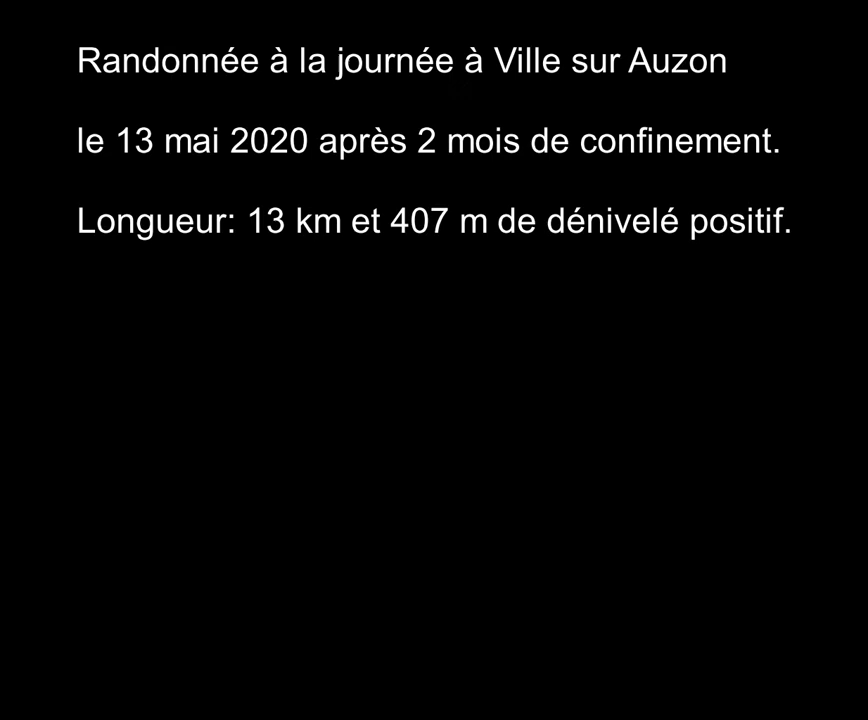 Randonnée à la journée à Ville sur Auzon
le 13 mai 2020 après 2 mois de confinement.
Longueur: 13 km et 407 m de dénivelé positif.